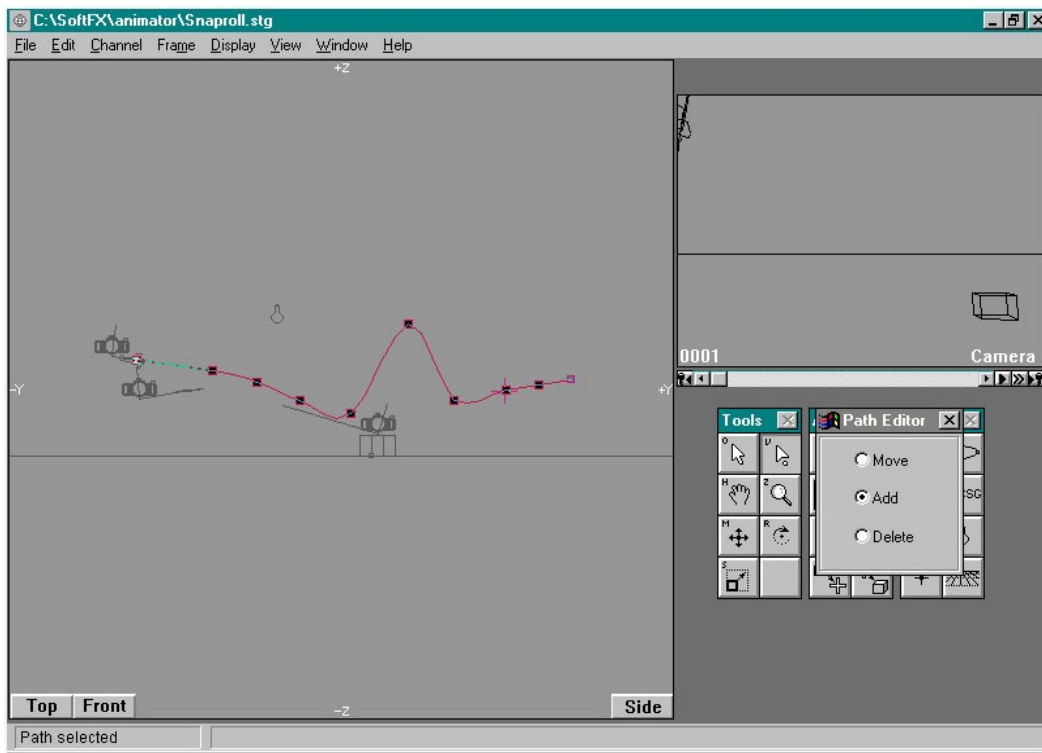 C:\SoftFX\animator\Snaproll.stg
File Edit Channel Frame Display View Window Help
+Z
-Y
+Y
-Z
Top Front
Side
0001 Camera
Tools
O V
H Z
M R
S
Path Editor
Move
Add
Delete
CSG
Path selected